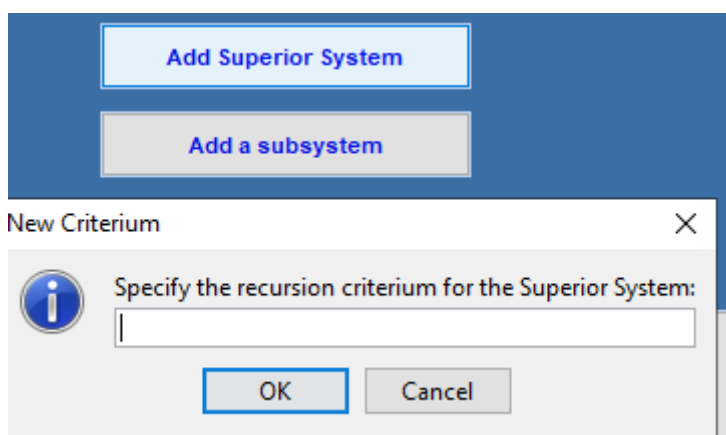 Add Superior System
Add a subsystem
New Criterium
Specify the recursion criterium for the Superior System:
OK Cancel